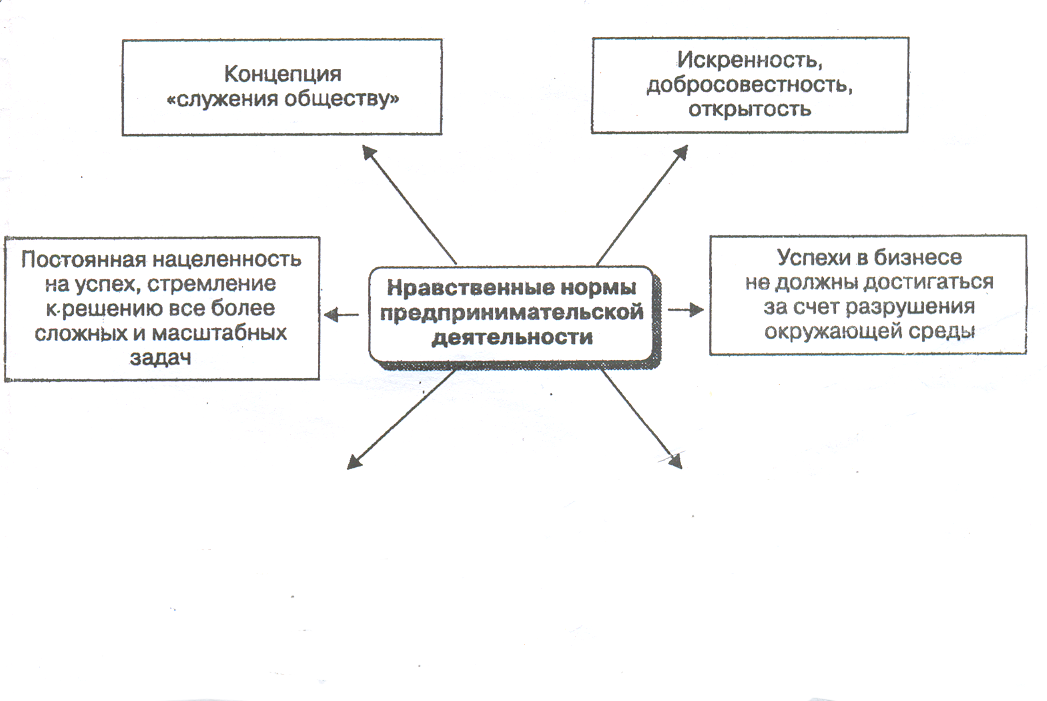 Концепция
«служения обществу»
Искренность,
добросовестность,
открытость
Постоянная нацеленность
на успех, стремление
к решению все более
сложных и масштабных
задач
Нравственные нормы
предпринимательской
деятельности
Успехи в бизнесе
не должны достигаться
за счет разрушения
окружающей среды